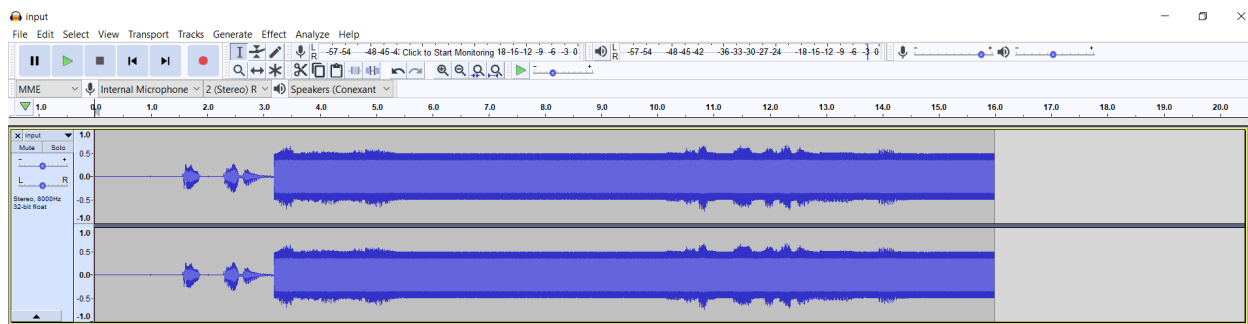 input
File Edit Select View Transport Tracks Generate Effect Analyze Help
L R -57-54 -48-45-4: Click to Start Monitoring 18-15-12 -9 -6 -3 0 L R -57-54 -48-45-42 -36-33-30-27-24 -18-15-12 -9 -6 -3 0 - + - +
- +
MME Internal Microphone 2 (Stereo) R Speakers (Conexant
1.0 0.0 1.0 2.0 3.0 4.0 5.0 6.0 7.0 8.0 9.0 10.0 11.0 12.0 13.0 14.0 15.0 16.0 17.0 18.0 19.0 20.0
x input 1.0
Mute Solo
- + 0.5
L R 0.0
Stereo, 8000Hz -0.5
32-bit float
-1.0
1.0
0.5
0.0
-0.5
-1.0